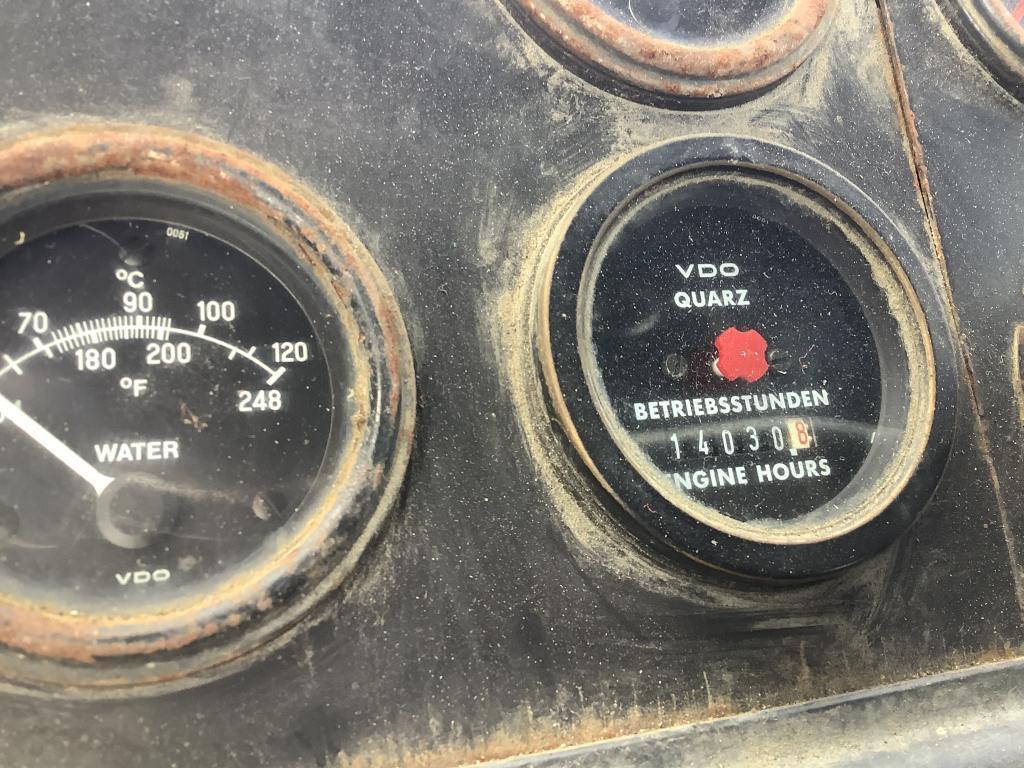 0051
°C
70 90 100 120
180 200 248
°F
WATER
VDO
VDO
QUARZ
BETRIEBSSTUNDEN
140308
ENGINE HOURS